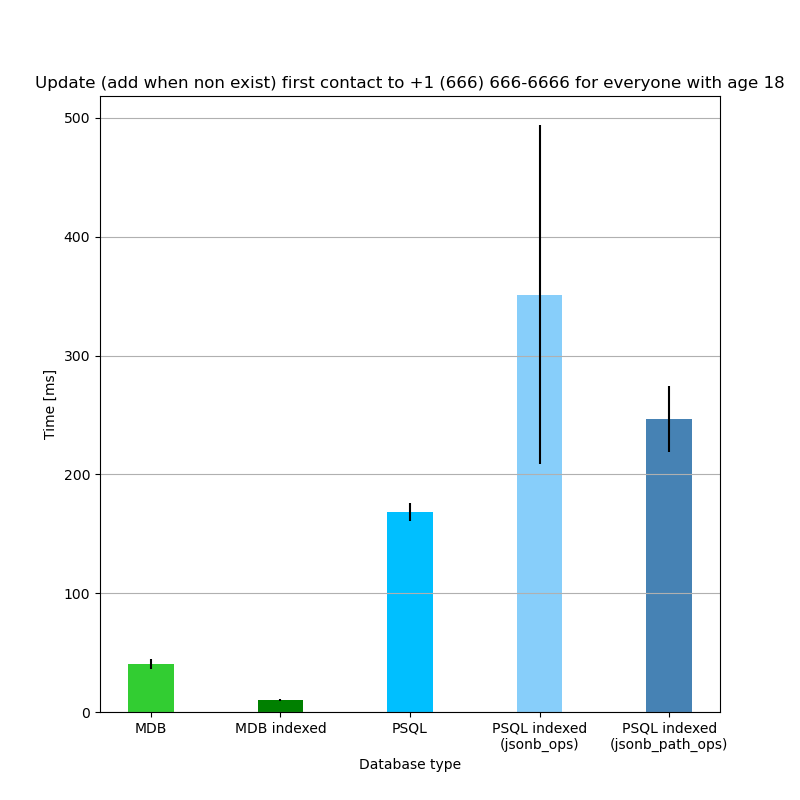 Update (add when non exist) first contact to +1 (666) 666-6666 for everyone with age 18
500
400
300
200
100
0
Time [ms]
MDB
MDB indexed
PSQL
PSQL indexed
(jsonb_ops)
PSQL indexed
(jsonb_path_ops)
Database type